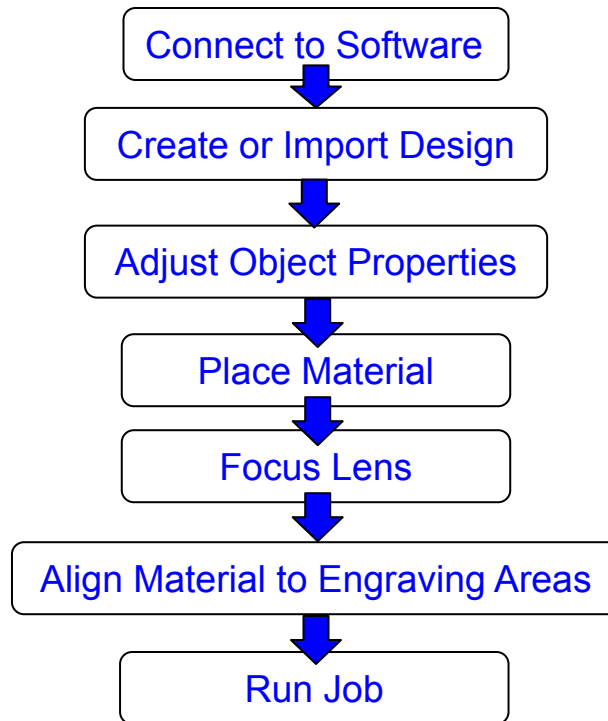 Connect to Software
Create or Import Design
Adjust Object Properties
Place Material
Focus Lens
Align Material to Engraving Areas
Run Job